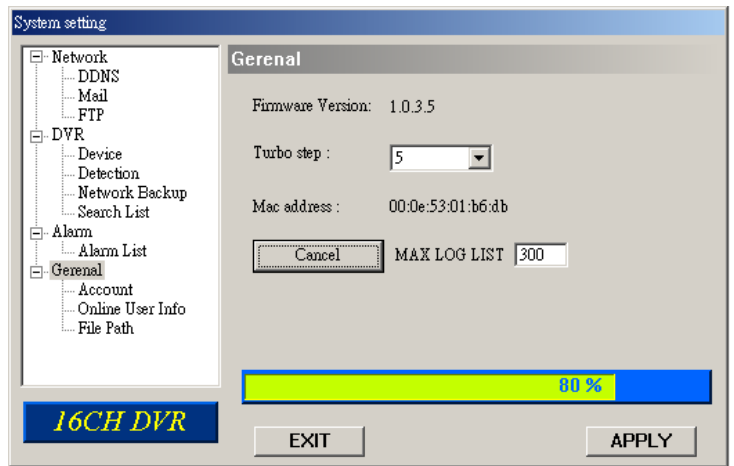 System setting
Network
DDNS
Mail
FTP
DVR
Device
Detection
Network Backup
Search List
Alarm
Alarm List
Gerenal
Account
Online User Info
File Path
16CH DVR
Gerenal
Firmware Version: 1.0.3.5
Turbo step : 5
Mac address : 00:0e:53:01:b6:db
Cancel MAX LOG LIST 300
80 %
EXIT APPLY